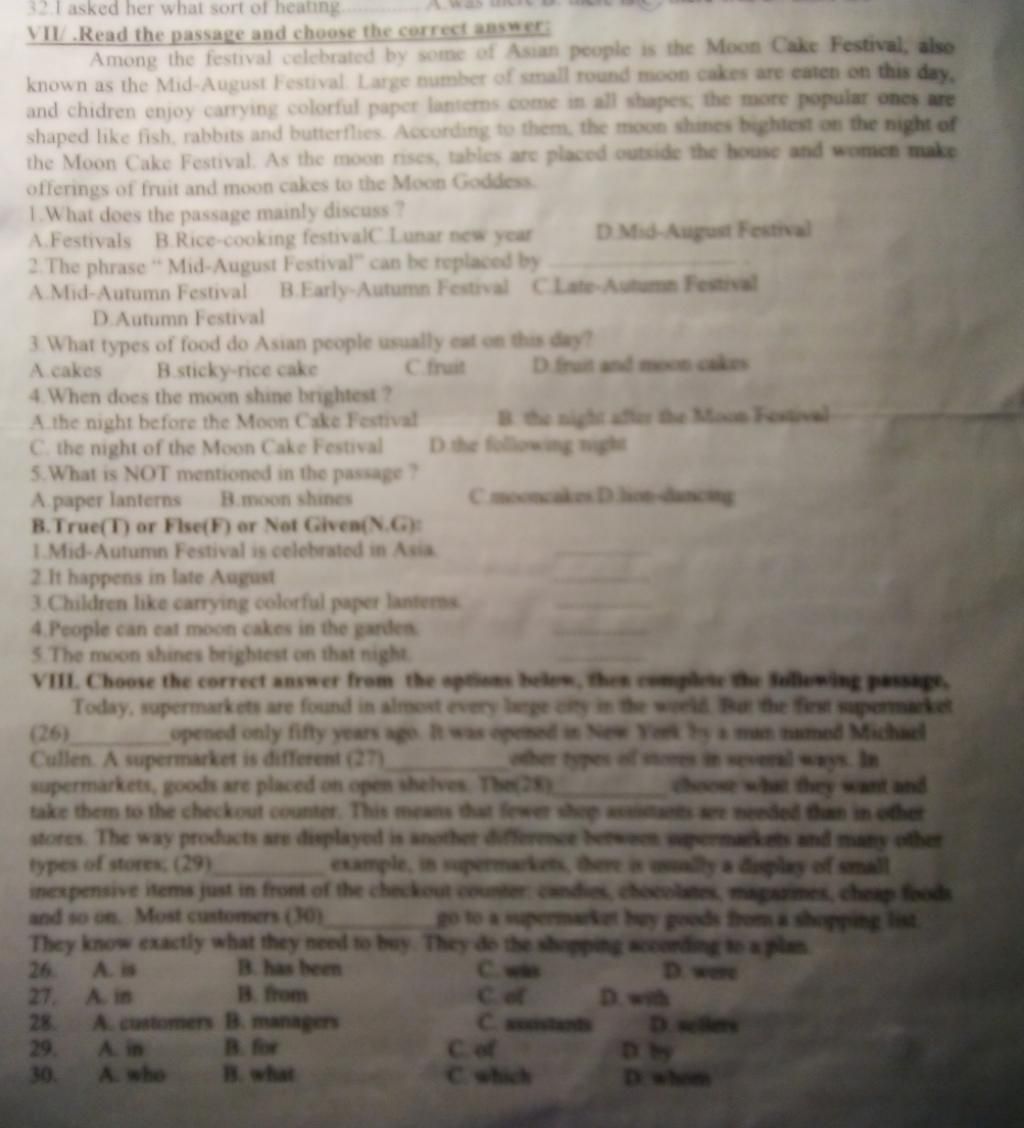 32.I asked her what sort of heating............... A.was there B. there is C
VII/ .Read the passage and choose the correct answer:
Among the festival celebrated by some of Asian people is the Moon Cake Festival, also
known as the Mid-August Festival. Large number of small round moon cakes are eaten on this day,
and chidren enjoy carrying colorful paper lanterns come in all shapes; the more popular ones are
shaped like fish, rabbits and butterflies. According to them, the moon shines bightest on the night of
the Moon Cake Festival. As the moon rises, tables are placed outside the house and women make
offerings of fruit and moon cakes to the Moon Goddess.
1.What does the passage mainly discuss ?
A.Festivals B.Rice-cooking festivalC.Lunar new year D.Mid-August Festival
2.The phrase “ Mid-August Festival” can be replaced by ____________________ .
A.Mid-Autumn Festival B.Early-Autumn Festival C.Late-Autumn Festival
D.Autumn Festival
3.What types of food do Asian people usually eat on this day?
A.cakes B.sticky-rice cake C.fruit D.fruit and moon cakes
4.When does the moon shine brightest ?
A.the night before the Moon Cake Festival B. the night after the Moon Festival
C. the night of the Moon Cake Festival D.the following night
5.What is NOT mentioned in the passage ?
A.paper lanterns B.moon shines C.mooncakes D.lion-dancing
B.True(T) or Flse(F) or Not Given(N.G):
1.Mid-Autumn Festival is celebrated in Asia. __________
2.It happens in late August __________
3.Children like carrying colorful paper lanterns. __________
4.People can eat moon cakes in the garden. __________
5.The moon shines brightest on that night. __________
VIII. Choose the correct answer from the options below, then complete the following passage.
Today, supermarkets are found in almost every large city in the world. But the first supermarket
(26)__________opened only fifty years ago. It was opened in New York by a man named Michael
Cullen. A supermarket is different (27)____________other types of stores in several ways. In
supermarkets, goods are placed on open shelves. The(28)____________ choose what they want and
take them to the checkout counter. This means that fewer shop assistants are needed than in other
stores. The way products are displayed is another difference between supermarkets and many other
types of stores; (29)___________ example, in supermarkets, there is usually a display of small
inexpensive items just in front of the checkout counter: candies, chocolates, magazines, cheap foods
and so on. Most customers (30)___________go to a supermarket buy goods from a shopping list.
They know exactly what they need to buy. They do the shopping according to a plan.
26. A. is B. has been C. was D. were
27. A. in B. from C. of D. with
28. A. customers B. managers C. assistants D. sellers
29. A. in B. for C. of D. by
30. A. who B. what C. which D. whom